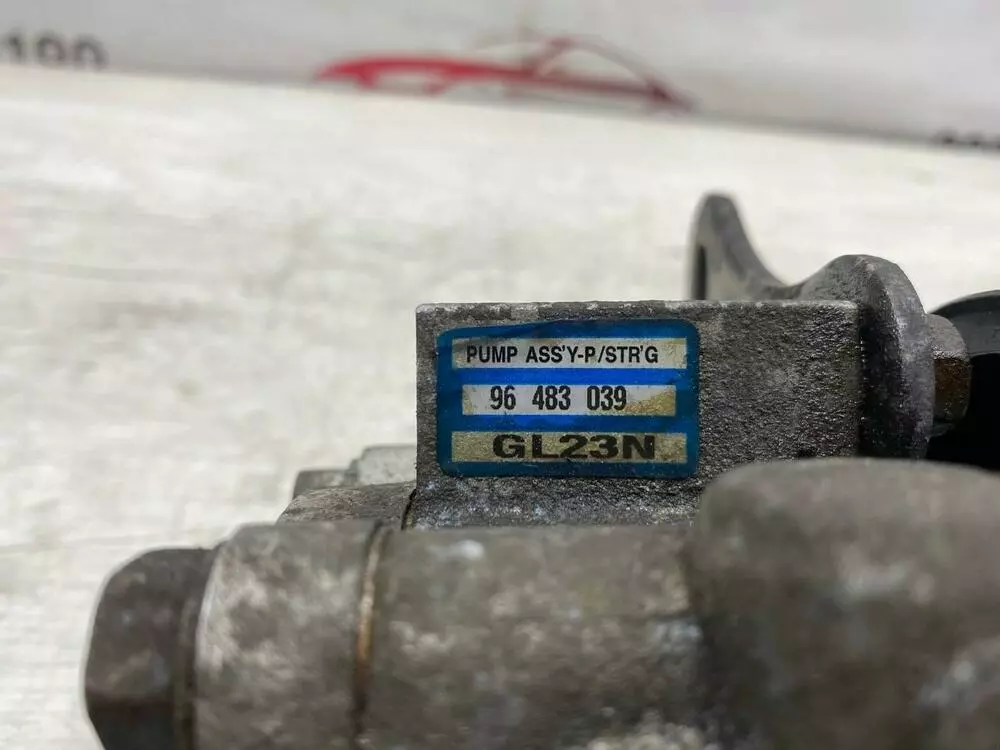 PUMP ASS'Y-P/STR'G
96 483 039
GL23N